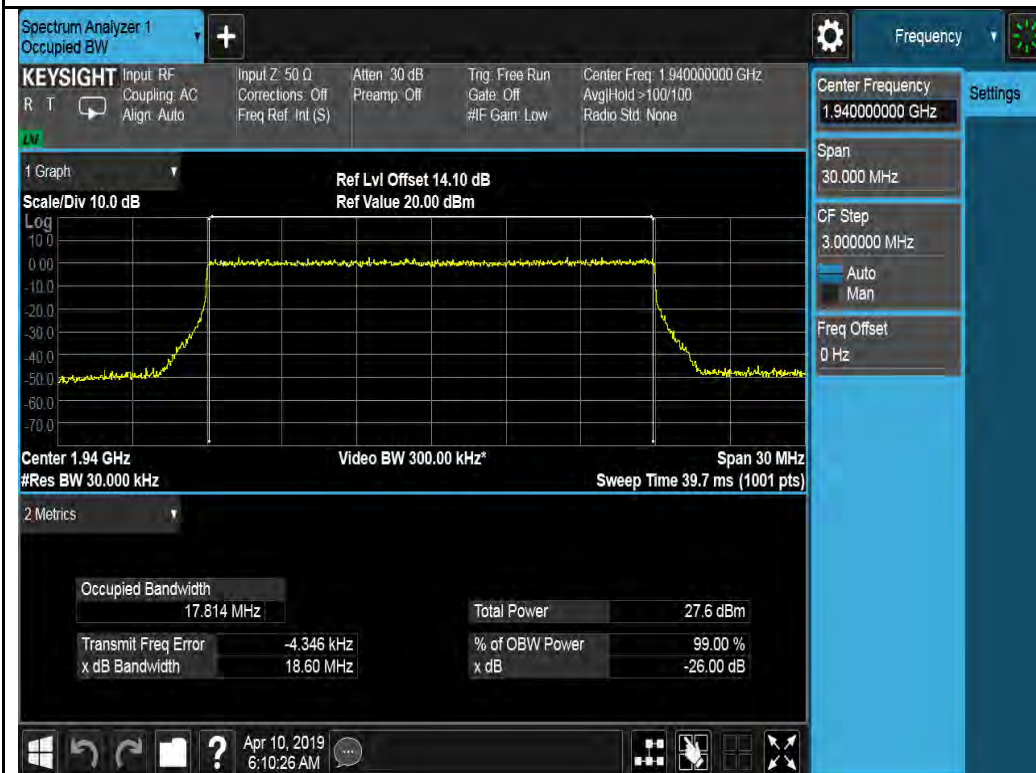 Spectrum Analyzer 1
Occupied BW
Frequency
KEYSIGHT
R T
Input: RF
Coupling: AC
Align: Auto
Input Z: 50 Ω
Corrections: Off
Freq Ref: Int (S)
Atten: 30 dB
Preamp: Off
Trig: Free Run
Gate: Off
#IF Gain: Low
Center Freq: 1.940000000 GHz
Avg|Hold >100/100
Radio Std: None
Center Frequency
1.940000000 GHz
Settings
Span
30.000 MHz
CF Step
3.000000 MHz
Auto
Man
Freq Offset
0 Hz
1 Graph
Scale/Div 10.0 dB
Ref Lvl Offset 14.10 dB
Ref Value 20.00 dBm
Log
10.0
0.00
-10.0
-20.0
-30.0
-40.0
-50.0
-60.0
-70.0
Center 1.94 GHz
#Res BW 30.000 kHz
Video BW 300.00 kHz*
Span 30 MHz
Sweep Time 39.7 ms (1001 pts)
2 Metrics
Occupied Bandwidth
17.814 MHz
Total Power 27.6 dBm
Transmit Freq Error -4.346 kHz
% of OBW Power 99.00 %
x dB Bandwidth 18.60 MHz
x dB -26.00 dB
?
Apr 10, 2019
6:10:26 AM